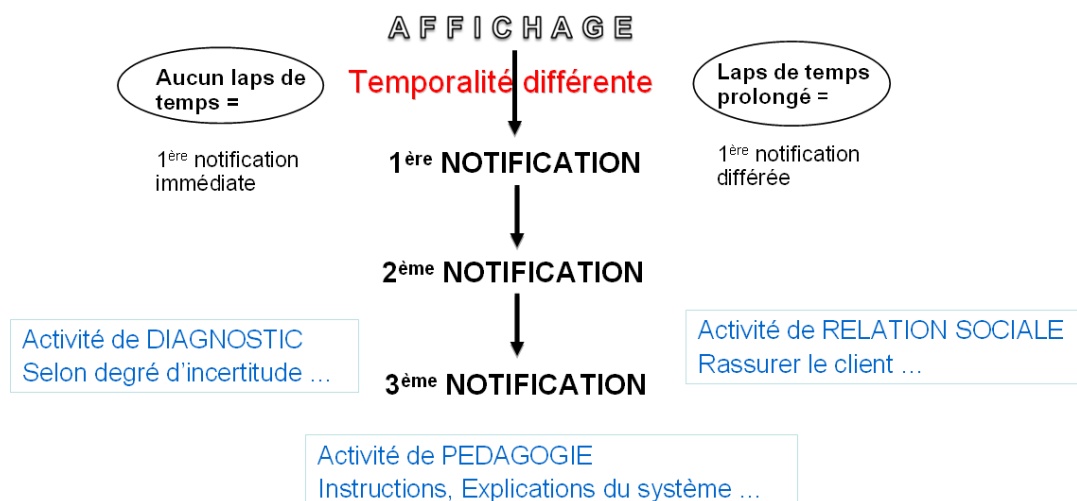 AFFICHAGE
Aucun laps de
temps =
Temporalité différente
Laps de temps
prolongé =
1ère notification
immédiate
1ère NOTIFICATION
1ère notification
différée
2ème NOTIFICATION
Activité de DIAGNOSTIC
Selon degré d'incertitude ...
Activité de RELATION SOCIALE
Rassurer le client ...
3ème NOTIFICATION
Activité de PEDAGOGIE
Instructions, Explications du système ...